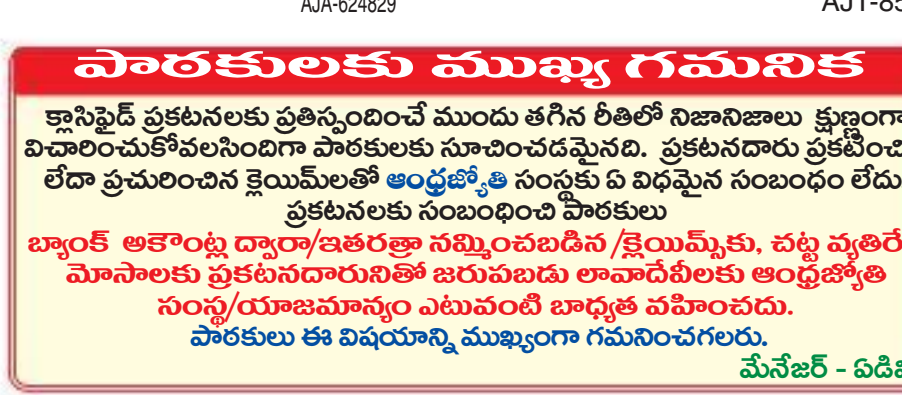 AJA-624829 AJT-85
పాఠకులకు ముఖ్య గమనిక
క్లాసిఫైడ్ ప్రకటనలకు ప్రతిస్పందించే ముందు తగిన రీతిలో నిజానిజాలు క్షుణ్ణంగా
విచారించుకోవలసిందిగా పాఠకులకు సూచించడమైనది. ప్రకటనదారు ప్రకటించి
లేదా ప్రచురించిన క్లెయిమ్‌లతో ఆంధ్రజ్యోతి సంస్థకు ఏ విధమైన సంబంధం లేదు
ప్రకటనలకు సంబంధించి పాఠకులు
బ్యాంక్ అకౌంట్ల ద్వారా/ఇతరత్రా నమ్మించబడిన /క్లెయిమ్స్‌కు, చట్ట వ్యతిరే
మోసాలకు ప్రకటనదారునితో జరుపబడు లావాదేవీలకు ఆంధ్రజ్యోతి
సంస్థ/యాజమాన్యం ఎటువంటి బాధ్యత వహించదు.
పాఠకులు ఈ విషయాన్ని ముఖ్యంగా గమనించగలరు.
మేనేజర్ - ఏడి